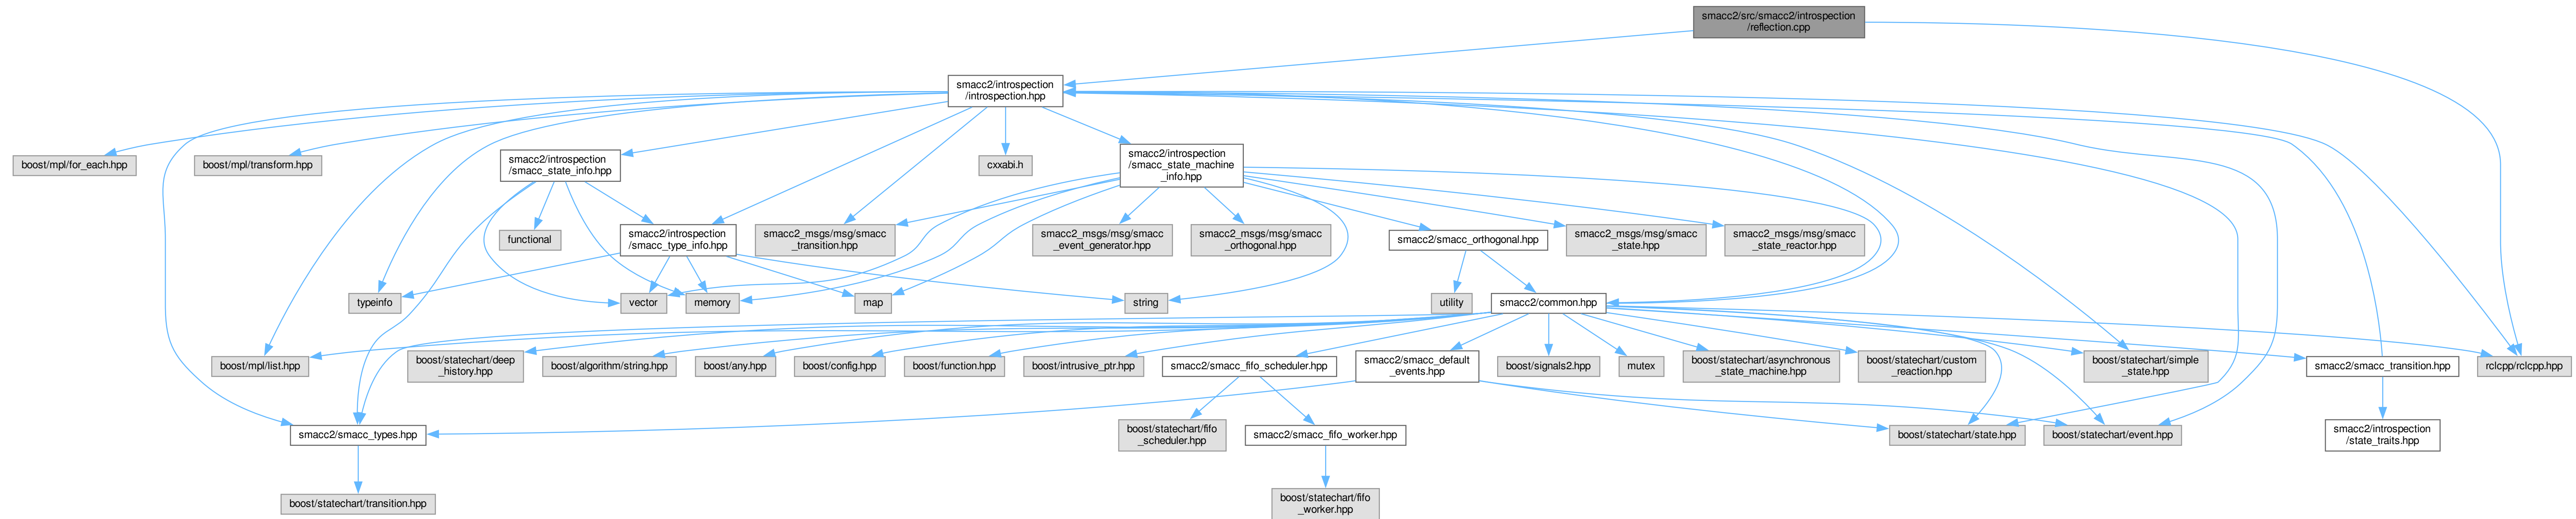 smacc2/src/smacc2/introspection
/reflection.cpp
smacc2/introspection
/introspection.hpp
boost/mpl/for_each.hpp
boost/mpl/transform.hpp
smacc2/introspection
/smacc_state_info.hpp
cxxabi.h
smacc2/introspection
/smacc_state_machine
_info.hpp
functional
smacc2/introspection
/smacc_type_info.hpp
smacc2_msgs/msg/smacc
_transition.hpp
smacc2_msgs/msg/smacc
_event_generator.hpp
smacc2_msgs/msg/smacc
_orthogonal.hpp
smacc2/smacc_orthogonal.hpp
smacc2_msgs/msg/smacc
_state.hpp
smacc2_msgs/msg/smacc
_state_reactor.hpp
typeinfo
vector
memory
map
string
utility
smacc2/common.hpp
boost/mpl/list.hpp
boost/statechart/deep
_history.hpp
boost/algorithm/string.hpp
boost/any.hpp
boost/config.hpp
boost/function.hpp
boost/intrusive_ptr.hpp
smacc2/smacc_fifo_scheduler.hpp
smacc2/smacc_default
_events.hpp
boost/signals2.hpp
mutex
boost/statechart/asynchronous
_state_machine.hpp
boost/statechart/custom
_reaction.hpp
boost/statechart/simple
_state.hpp
smacc2/smacc_transition.hpp
rclcpp/rclcpp.hpp
smacc2/smacc_types.hpp
boost/statechart/fifo
_scheduler.hpp
smacc2/smacc_fifo_worker.hpp
boost/statechart/state.hpp
boost/statechart/event.hpp
smacc2/introspection
/state_traits.hpp
boost/statechart/transition.hpp
boost/statechart/fifo
_worker.hpp